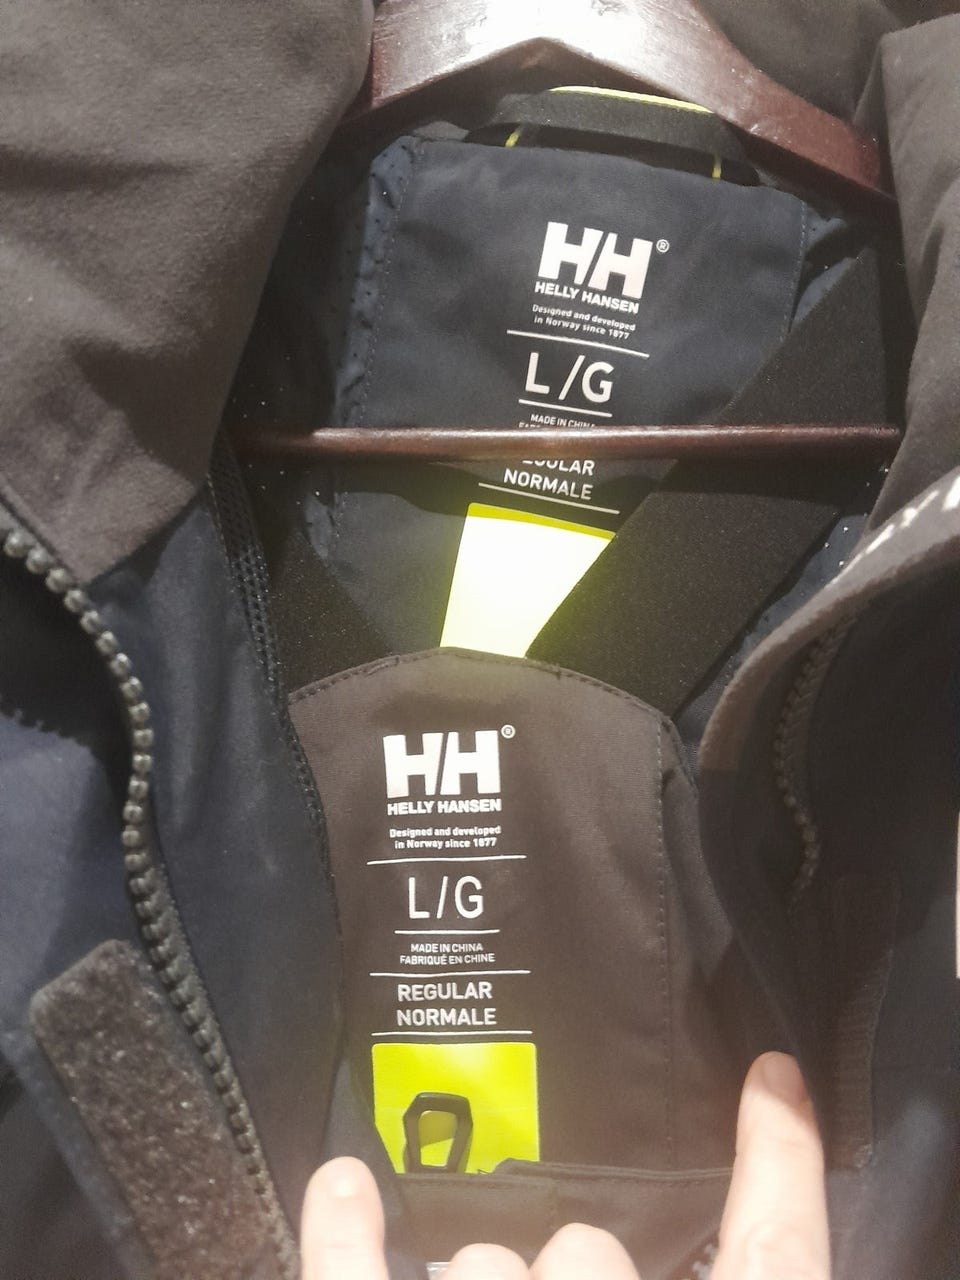 HH®
HELLY HANSEN
Designed and developed
in Norway since 1877
L/G
MADE IN CHINA
REGULAR
NORMALE
HH®
HELLY HANSEN
Designed and developed
in Norway since 1877
L/G
MADE IN CHINA
FABRIQUÉ EN CHINE
REGULAR
NORMALE